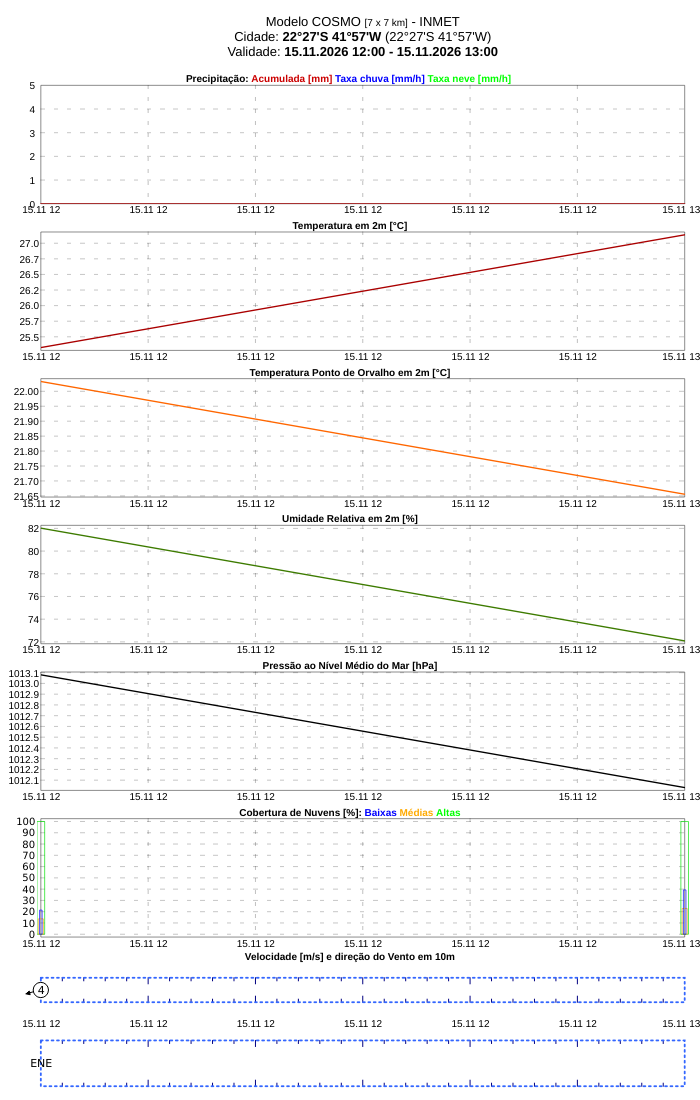 Modelo COSMO [7 x 7 km] - INMET
Cidade: 22°27'S 41°57'W (22°27'S 41°57'W)
Validade: 15.11.2026 12:00 - 15.11.2026 13:00
Precipitação: Acumulada [mm] Taxa chuva [mm/h] Taxa neve [mm/h]
5
4
3
2
1
0
15.11 12 15.11 12 15.11 12 15.11 12 15.11 12 15.11 12 15.11 13
Temperatura em 2m [°C]
27.0
26.7
26.5
26.2
26.0
25.7
25.5
15.11 12 15.11 12 15.11 12 15.11 12 15.11 12 15.11 12 15.11 13
Temperatura Ponto de Orvalho em 2m [°C]
22.00
21.95
21.90
21.85
21.80
21.75
21.70
21.65
15.11 12 15.11 12 15.11 12 15.11 12 15.11 12 15.11 12 15.11 13
Umidade Relativa em 2m [%]
82
80
78
76
74
72
15.11 12 15.11 12 15.11 12 15.11 12 15.11 12 15.11 12 15.11 13
Pressão ao Nível Médio do Mar [hPa]
1013.1
1013.0
1012.9
1012.8
1012.7
1012.6
1012.5
1012.4
1012.3
1012.2
1012.1
15.11 12 15.11 12 15.11 12 15.11 12 15.11 12 15.11 12 15.11 13
Cobertura de Nuvens [%]: Baixas Médias Altas
100
90
80
70
60
50
40
30
20
10
0
15.11 12 15.11 12 15.11 12 15.11 12 15.11 12 15.11 12 15.11 13
Velocidade [m/s] e direção do Vento em 10m
4
15.11 12 15.11 12 15.11 12 15.11 12 15.11 12 15.11 12 15.11 13
ENE